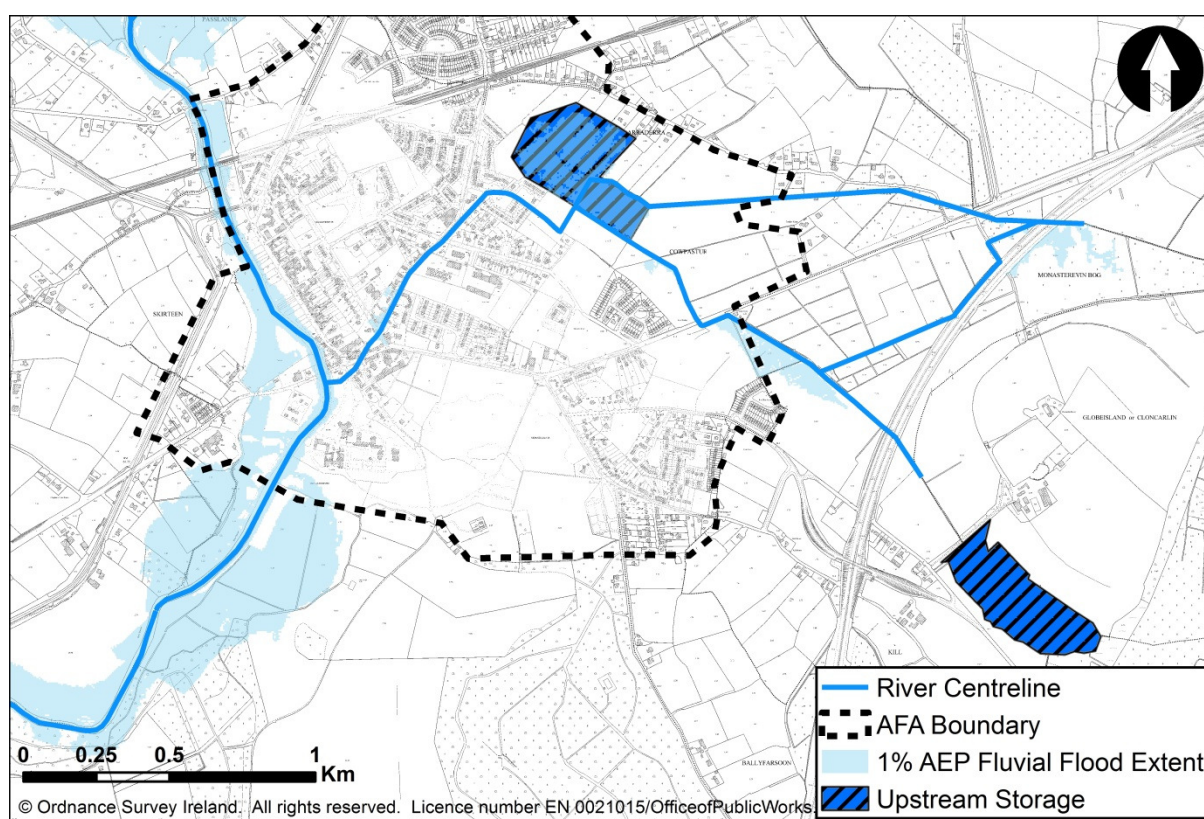 PASSLANDS
COWPASTUE
MONASTEREVIN BOG
SKIRTEEN
GLOBEISLAND or CLONCARLIN
KILL
BALLYFARSOON
River Centreline
AFA Boundary
1% AEP Fluvial Flood Extent
Upstream Storage
0 0.25 0.5 1
Km
© Ordnance Survey Ireland. All rights reserved. Licence number EN 0021015/OfficeofPublicWorks.